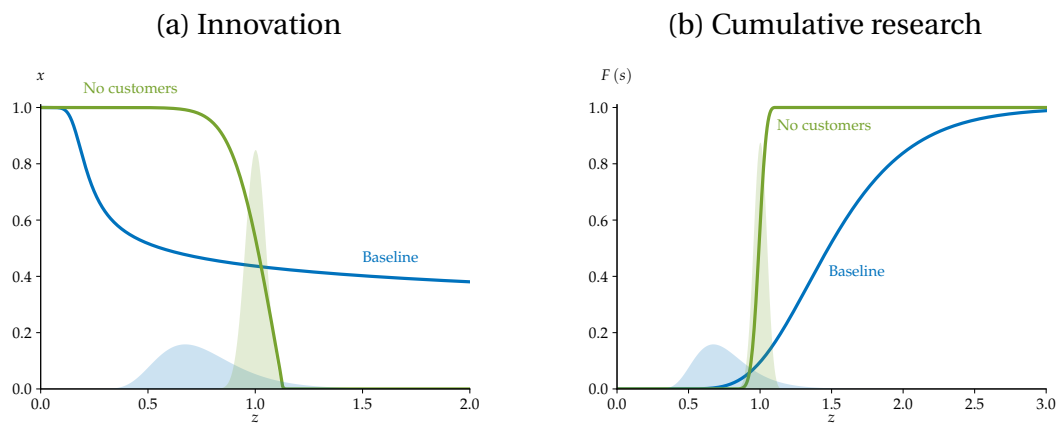 (a) Innovation
x
No customers
1.0
0.8
0.6
0.4
0.2
0.0
Baseline
0.0 0.5 1.0 1.5 2.0
z
(b) Cumulative research
F (s)
1.0
0.8
0.6
0.4
0.2
0.0
No customers
Baseline
0.0 0.5 1.0 1.5 2.0 2.5 3.0
z